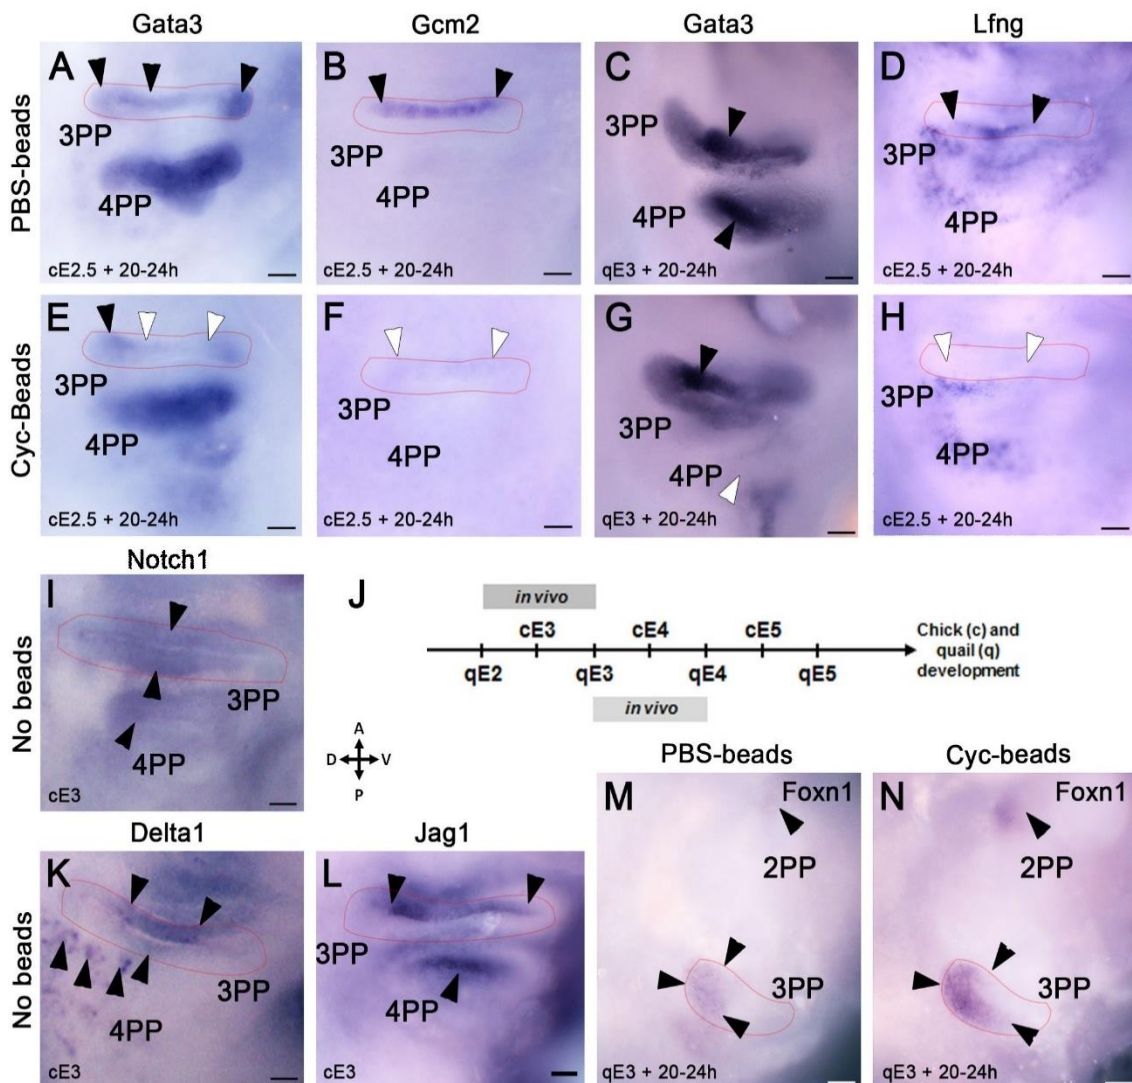 Gata3 Gcm2 Gata3 Lfng
PBS-beads
A B C D
3PP 3PP 3PP 3PP
4PP 4PP 4PP 4PP
cE2.5 + 20-24h cE2.5 + 20-24h qE3 + 20-24h cE2.5 + 20-24h
Cyc-Beads
E F G H
3PP 3PP 3PP 3PP
4PP 4PP 4PP 4PP
cE2.5 + 20-24h cE2.5 + 20-24h qE3 + 20-24h cE2.5 + 20-24h
Notch1
No beads
I
3PP
4PP
cE3
J
in vivo
cE3 cE4 cE5
qE2 qE3 qE4 qE5
in vivo
Chick (c) and
quail (q)
development
A
D V
P
Delta1 Jag1
No beads
K L
3PP 3PP
4PP 4PP
cE3 cE3
PBS-beads Cyc-beads
M Foxn1 N Foxn1
2PP 2PP
3PP 3PP
qE3 + 20-24h qE3 + 20-24h